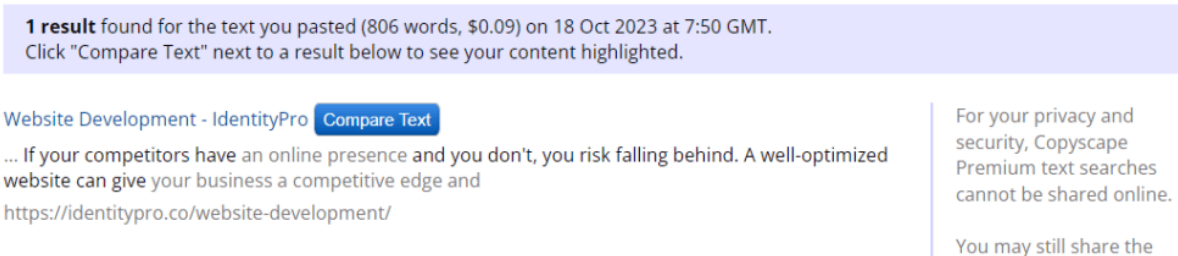 1 result found for the text you pasted (806 words, $0.09) on 18 Oct 2023 at 7:50 GMT.
Click "Compare Text" next to a result below to see your content highlighted.
Website Development - IdentityPro Compare Text
... If your competitors have an online presence and you don't, you risk falling behind. A well-optimized
website can give your business a competitive edge and
https://identitypro.co/website-development/
For your privacy and
security, Copyscape
Premium text searches
cannot be shared online.
You may still share the